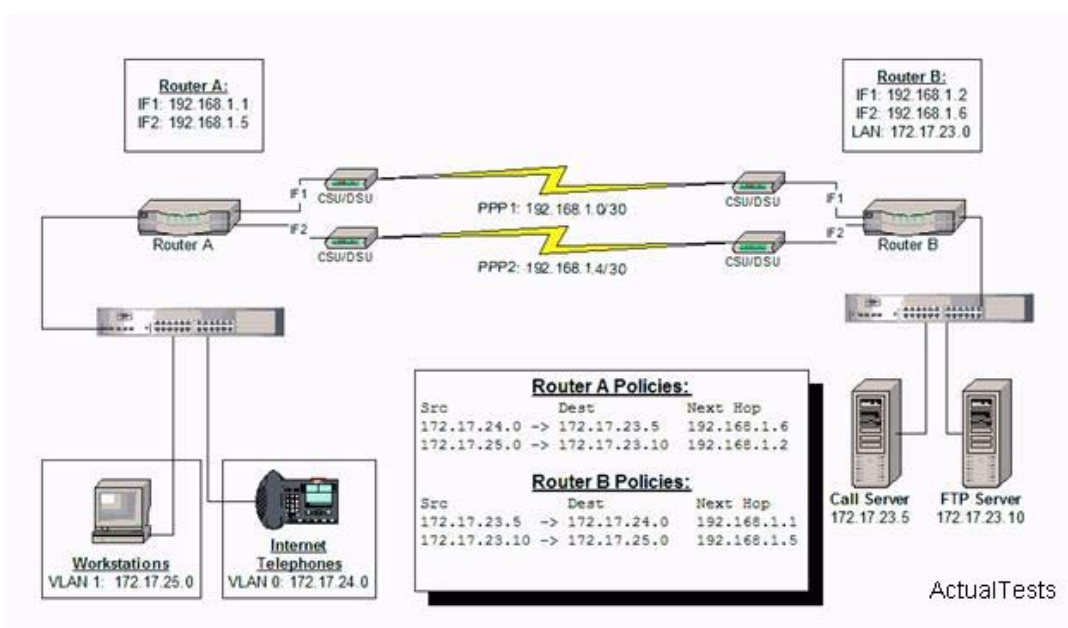 Router A:
IF1: 192.168.1.1
IF2: 192.168.1.5
Router B:
IF1: 192.168.1.2
IF2: 192.168.1.6
LAN: 172.17.23.0
IF1
CSU/DSU
PPP1: 192.168.1.0/30
CSU/DSU
IF1
Router A
IF2
CSU/DSU
PPP2: 192.168.1.4/30
CSU/DSU
IF2
Router B
Router A Policies:
Src Dest Next Hop
172.17.24.0 -> 172.17.23.5 192.168.1.6
172.17.25.0 -> 172.17.23.10 192.168.1.2
Router B Policies:
Src Dest Next Hop
172.17.23.5 -> 172.17.24.0 192.168.1.1
172.17.23.10 -> 172.17.25.0 192.168.1.5
Call Server
172.17.23.5
FTP Server
172.17.23.10
Workstations
VLAN 1: 172.17.25.0
Internet
Telephones
VLAN 0: 172.17.24.0
ActualTests